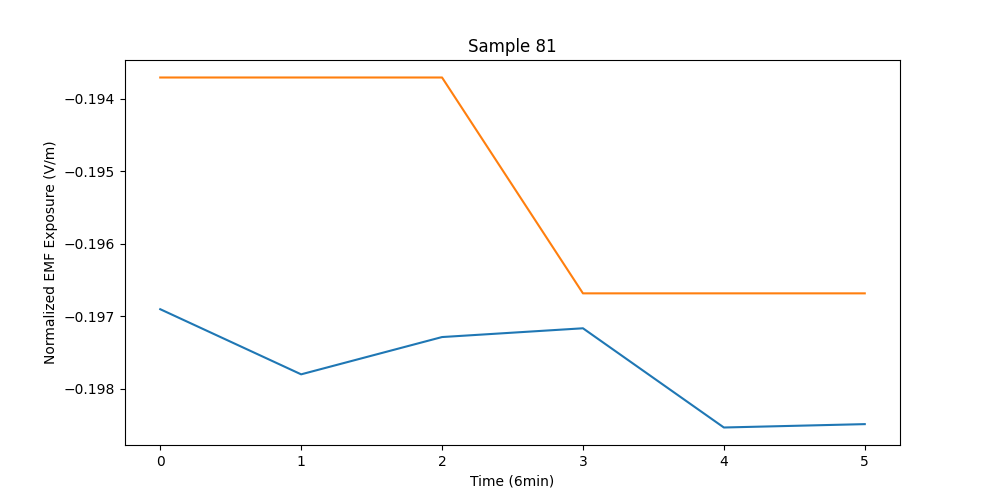 Sample 81
Normalized EMF Exposure (V/m)
−0.194
−0.195
−0.196
−0.197
−0.198
0 1 2 3 4 5
Time (6min)